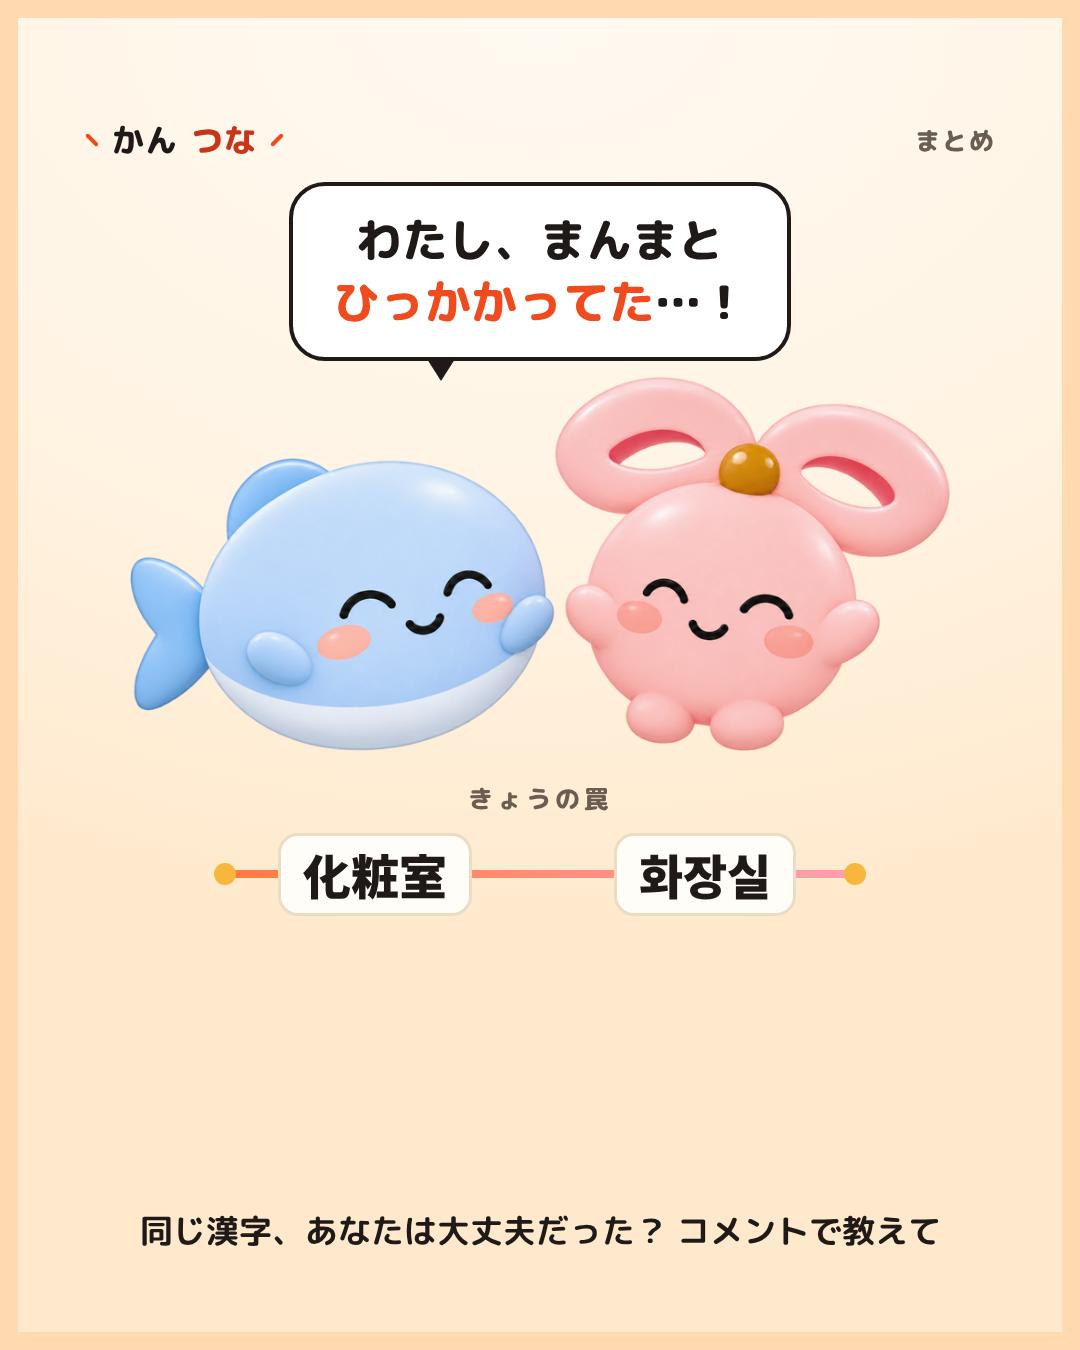 かん つな
まとめ
わたし、まんまと
ひっかかってた…！
きょうの罠
化粧室
화장실
同じ漢字、あなたは大丈夫だった？ コメントで教えて